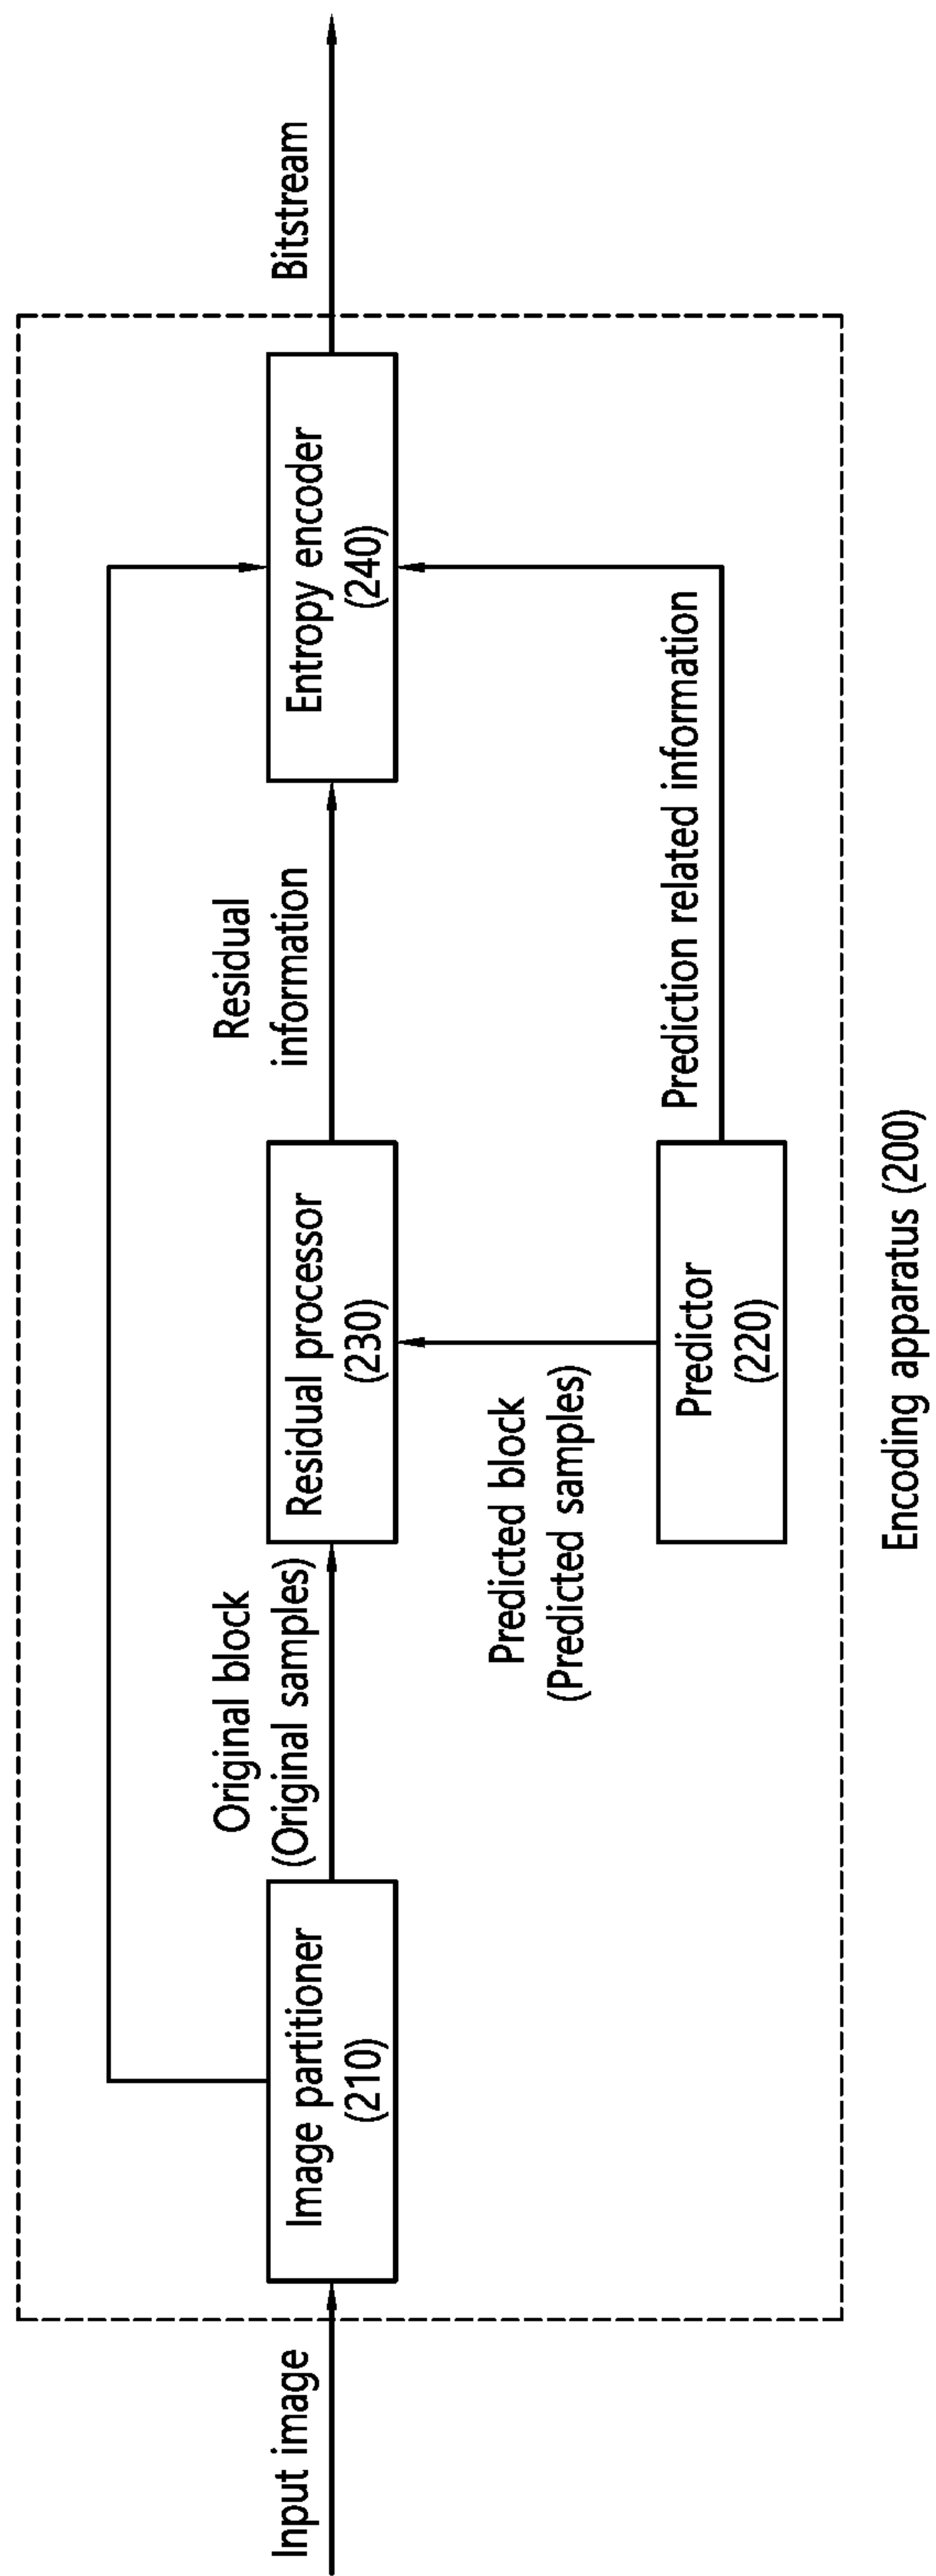 Input image
Image partitioner
(210)
Original block
(Original samples)
Residual processor
(230)
Residual
information
Entropy encoder
(240)
Bitstream
Predicted block
(Predicted samples)
Predictor
(220)
Prediction related information
Encoding apparatus (200)